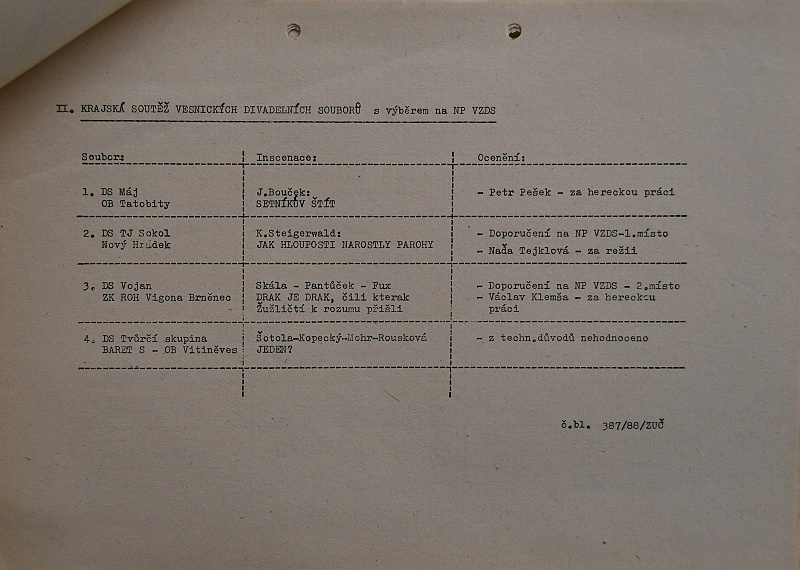 II. KRAJSKÁ SOUTĚŽ VESNICKÝCH DIVADELNÍCH SOUBORŮ s výběrem na NP VZDS
Soubor: Inscenace: Ocenění:
1. DS Máj J.Bouček: - Petr Pešek - za hereckou práci
OB Tatobity SETNÍKŮV ŠTÍT
2. DS TJ Sokol K.Steigerwald: - Doporučení na NP VZDS-1.místo
Nový Hrádek JAK HLOUPOSTI NAROSTLY PAROHY
- Naďa Tejklová - za režii
3. DS Vojan Skála - Pantůček - Fux - Doporučení na NP VZDS - 2.místo
ZK ROH Vigona Brněnec DRAK JE DRAK, čili kterak - Václav Klemša - za hereckou
Žužličtí k rozumu přišli práci
4. DS Tvůrčí skupina Šotola-Kopecký-Mohr-Rousková - z techn.důvodů nehodnoceno
BARET S - OB Vitiněves JEDEN?
č.bl. 387/88/ZUČ